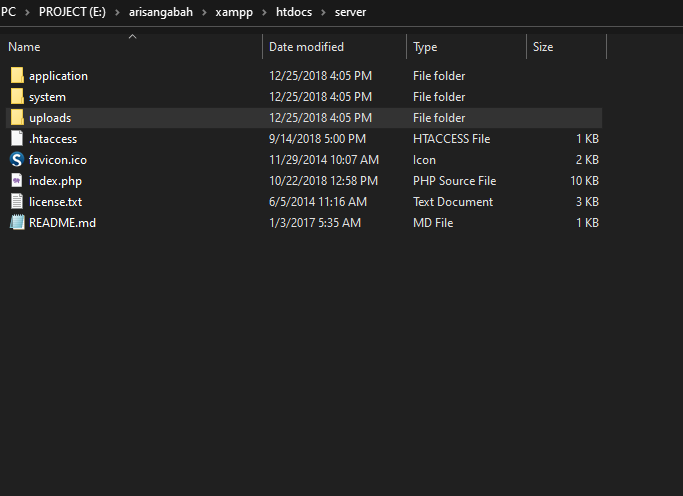 PC > PROJECT (E:) > arisangabah > xampp > htdocs > server
Name Date modified Type Size
application 12/25/2018 4:05 PM File folder
system 12/25/2018 4:05 PM File folder
uploads 12/25/2018 4:05 PM File folder
.htaccess 9/14/2018 5:00 PM HTACCESS File 1 KB
favicon.ico 11/29/2014 10:07 AM Icon 2 KB
index.php 10/22/2018 12:58 PM PHP Source File 10 KB
license.txt 6/5/2014 11:16 AM Text Document 3 KB
README.md 1/3/2017 5:35 AM MD File 1 KB